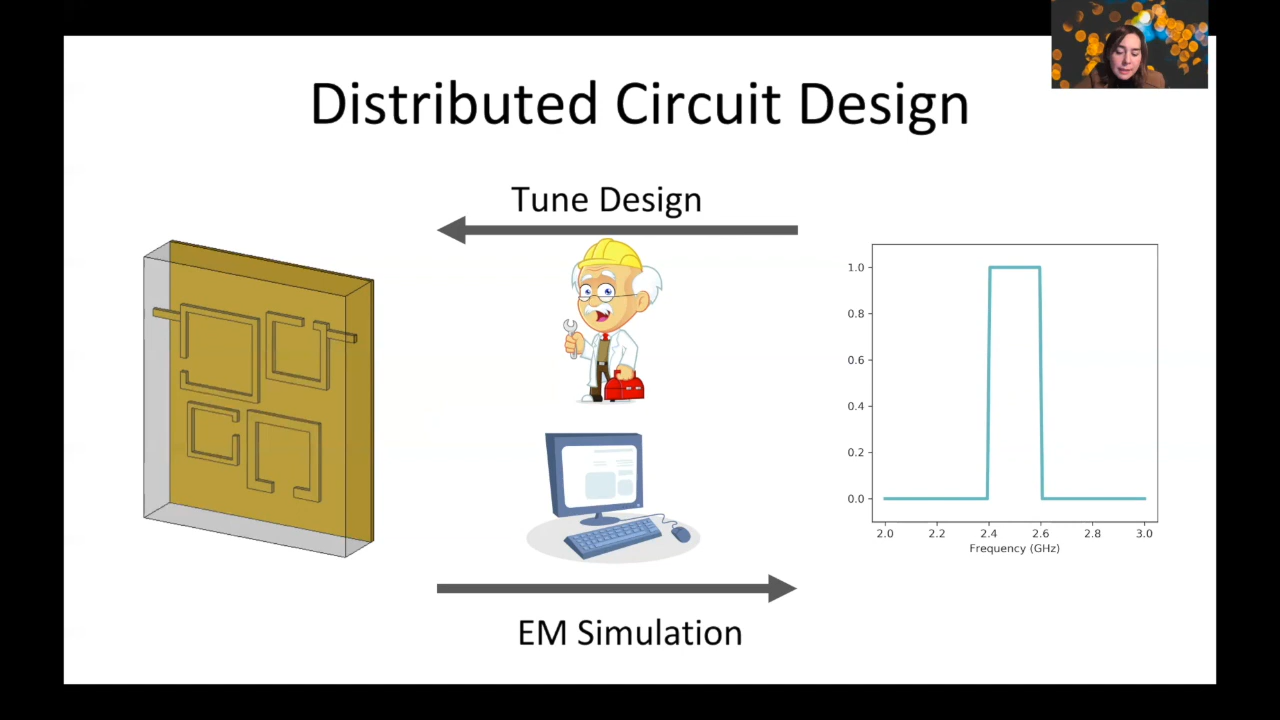 Distributed Circuit Design
Tune Design
1.0
0.8
0.6
0.4
0.2
0.0
2.0 2.2 2.4 2.6 2.8 3.0
Frequency (GHz)
EM Simulation